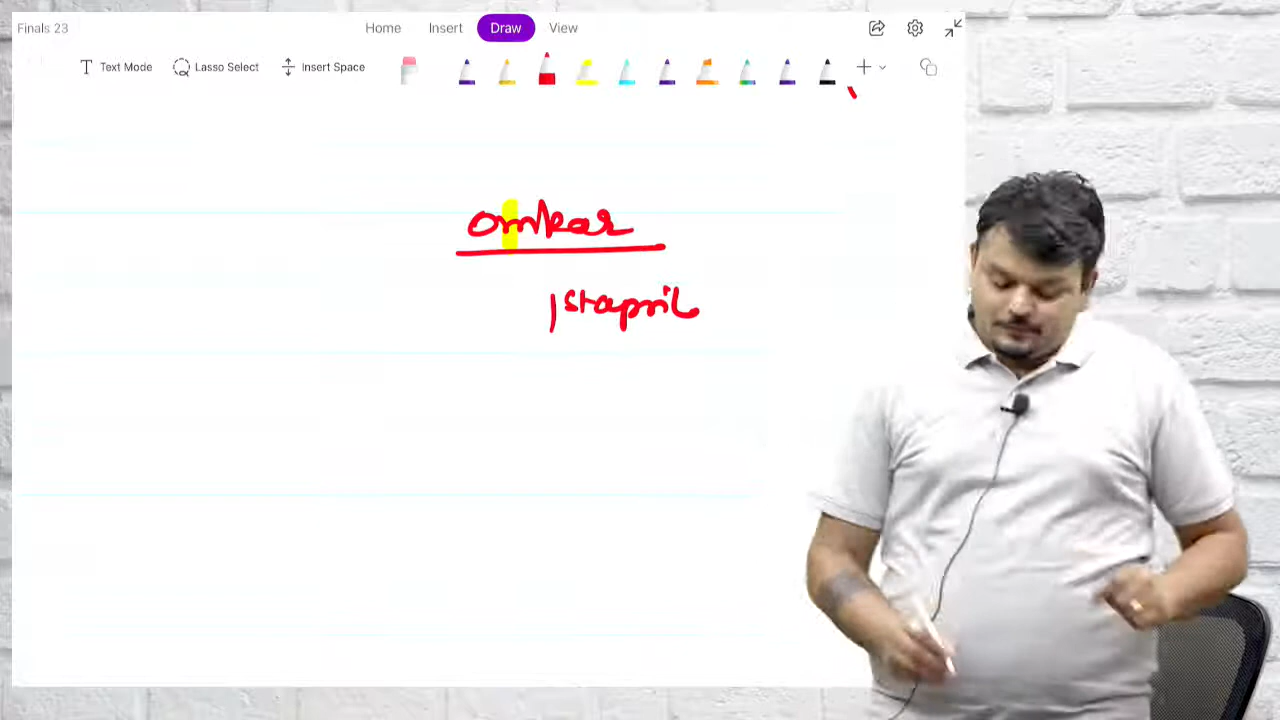 Finals 23
Home Insert Draw View
Text Mode Lasso Select Insert Space
omkar
1st april